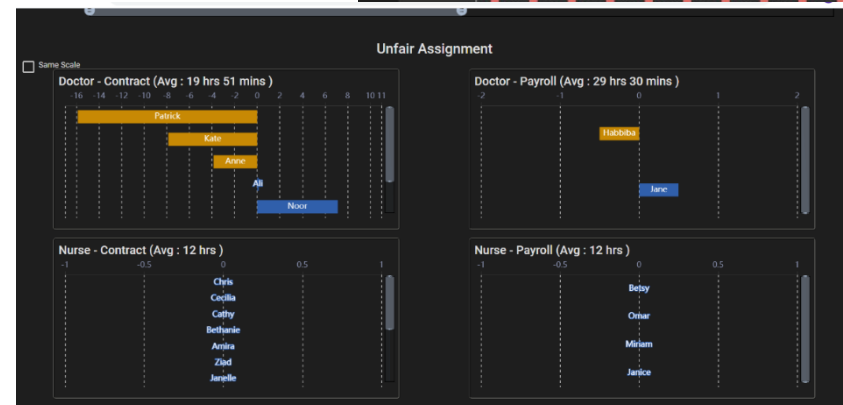 Unfair Assignment
Same Scale
Doctor - Contract (Avg : 19 hrs 51 mins )
-16 -14 -12 -10 -8 -6 -4 -2 0 2 4 6 8 10 11
Patrick
Kate
Anne
Ali
Noor
Doctor - Payroll (Avg : 29 hrs 30 mins )
-2 -1 0 1 2
Habbiba
Jane
Nurse - Contract (Avg : 12 hrs )
-1 -0.5 0 0.5 1
Chris
Cecilia
Cathy
Bethanie
Amira
Ziad
Janelle
Nurse - Payroll (Avg : 12 hrs )
-1 -0.5 0 0.5 1
Betsy
Omar
Miriam
Janice